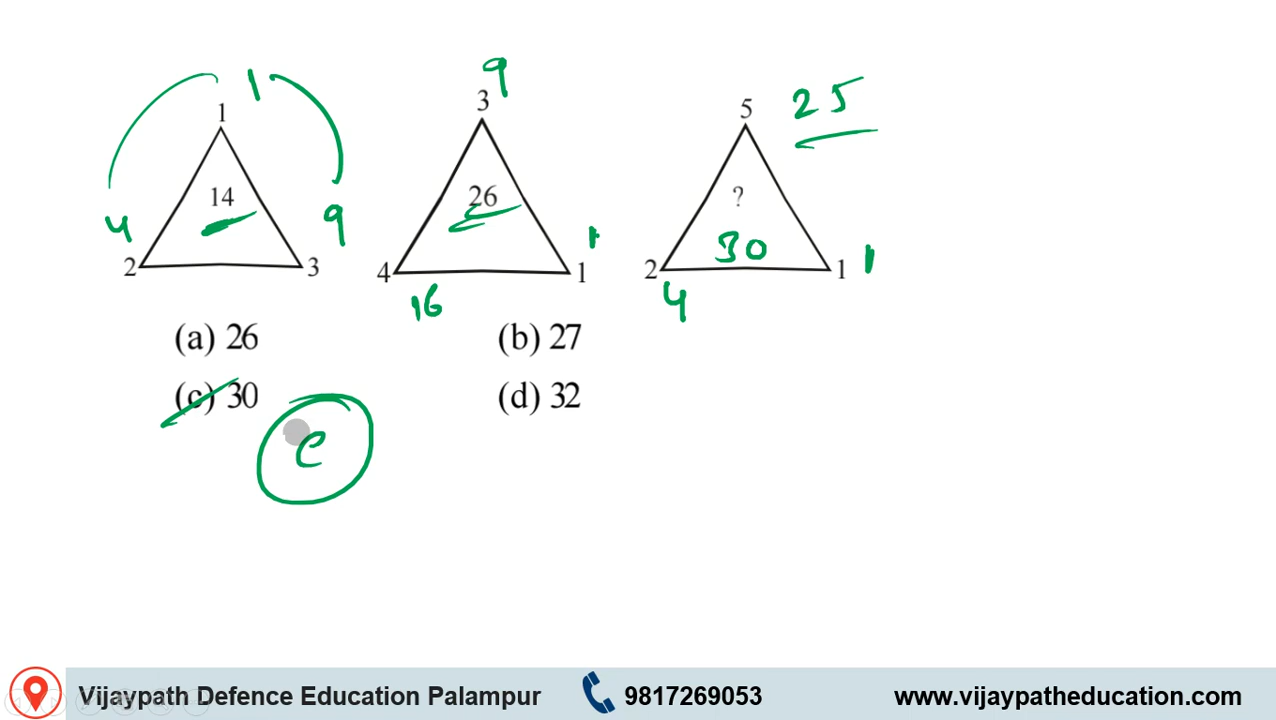 9
1 3 5 25
1
14 26 ?
4 9 1
30 1
2 3 4 1 2 1
16 4
(a) 26 (b) 27
(c) 30 (d) 32
C
Vijaypath Defence Education Palampur 9817269053 www.vijaypatheducation.com